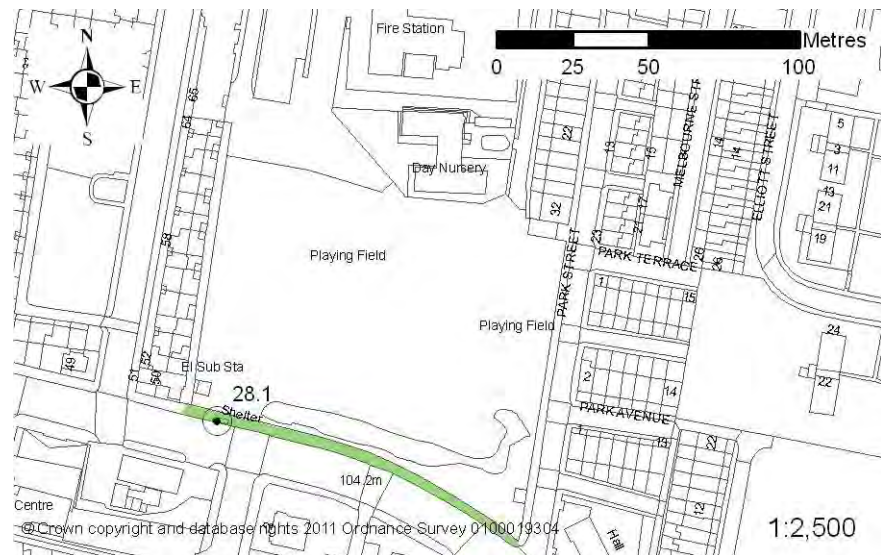 Fire Station
N
W E
S
Metres
0 25 50 100
65
64
Day Nursery
22
32
13
15
MELBOURNE ST
14
14
ELLIOTT STREET
5
3
11
13
21
19
58
Playing Field
Playing Field
PARK STREET
23
21
17
PARK TERRACE
26
26
1
15
24
22
49
51
52
50
El Sub Sta
28.1
Shelter
2
14
PARK AVENUE
1
13
22
12
104.2m
Centre
Hall
© Crown copyright and database rights 2011 Ordnance Survey 0100019304
1:2,500